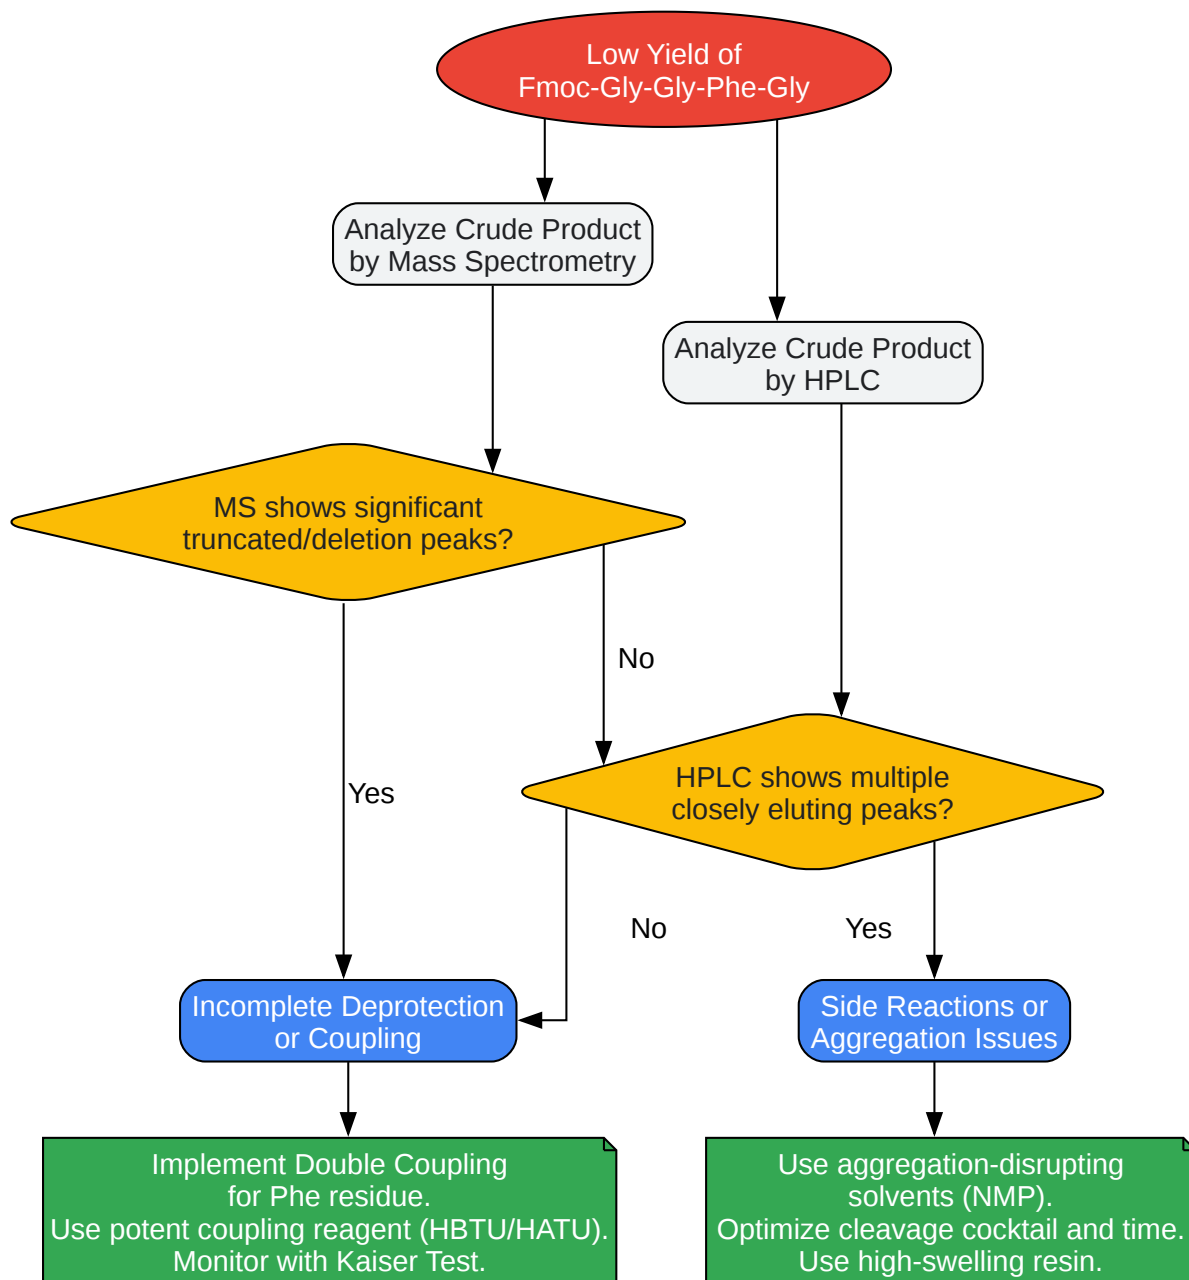 Low Yield of
Fmoc-Gly-Gly-Phe-Gly
Analyze Crude Product
by Mass Spectrometry
Analyze Crude Product
by HPLC
MS shows significant
truncated/deletion peaks?
No
HPLC shows multiple
closely eluting peaks?
Yes
No
Yes
Incomplete Deprotection
or Coupling
Side Reactions or
Aggregation Issues
Implement Double Coupling
for Phe residue.
Use potent coupling reagent (HBTU/HATU).
Monitor with Kaiser Test.
Use aggregation-disrupting
solvents (NMP).
Optimize cleavage cocktail and time.
Use high-swelling resin.